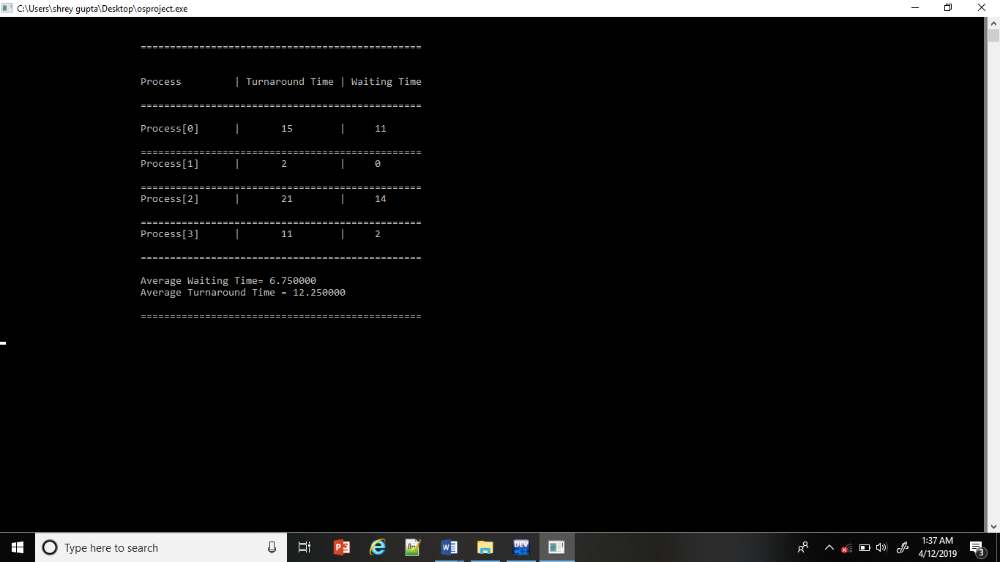 C:\Users\shrey gupta\Desktop\osproject.exe
================================================
Process | Turnaround Time | Waiting Time
================================================
Process[0] | 15 | 11
================================================
Process[1] | 2 | 0
================================================
Process[2] | 21 | 14
================================================
Process[3] | 11 | 2
================================================
Average Waiting Time= 6.750000
Average Turnaround Time = 12.250000
================================================
Type here to search
DEV
1:37 AM
4/12/2019
3